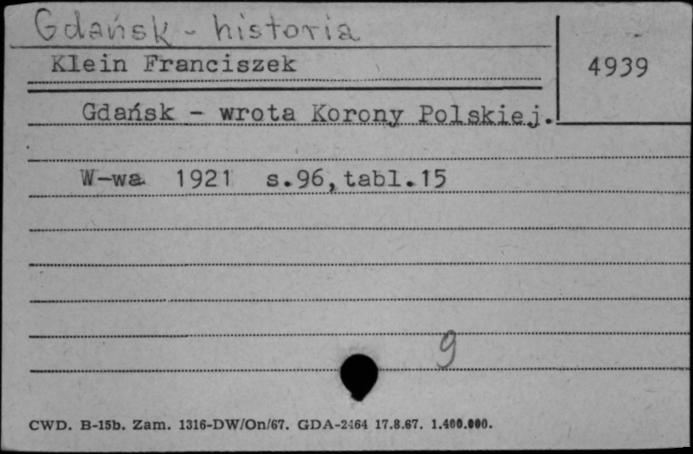 Gdańsk - historia
Klein Franciszek
4939
Gdańsk - wrota Korony Polskiej.
W-wa 1921 s.96,tabl.15
9
CWD. B-15b. Zam. 1316-DW/On/67. GDA-2464 17.8.67. 1.400.000.